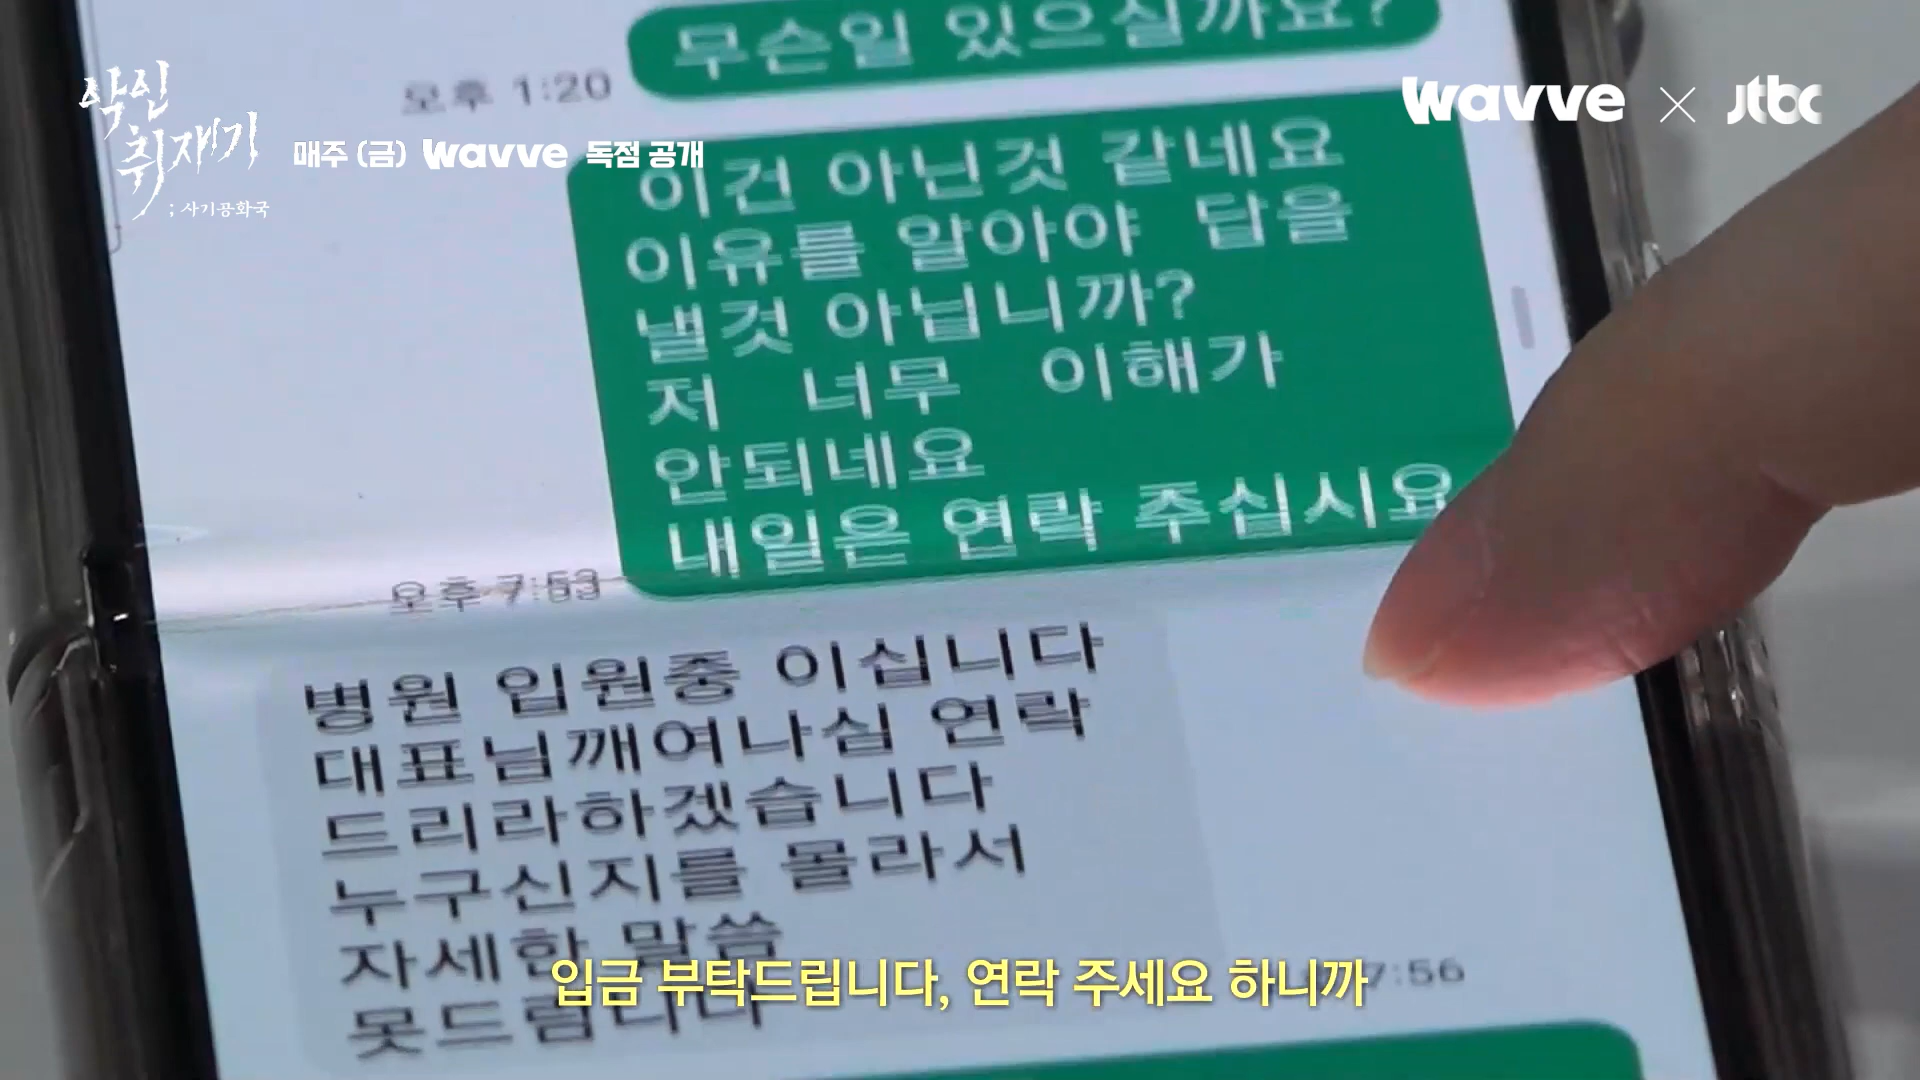 무슨일 있으실까요?
오후 1:20
악인
취재기
; 사기공화국
매주 (금) wavve 독점 공개
wavve × jtbc
이건 아닌것 같네요
이유를 알아야 답을
낼것 아닙니까?
저 너무 이해가
안되네요
내일은 연락 주십시요
오후 7:53
병원 입원중 이십니다
대표님깨여나심 연락
드리라하겠습니다
누구신지를 몰라서
자세한 말씀
못드립니다
7:56
입금 부탁드립니다, 연락 주세요 하니까